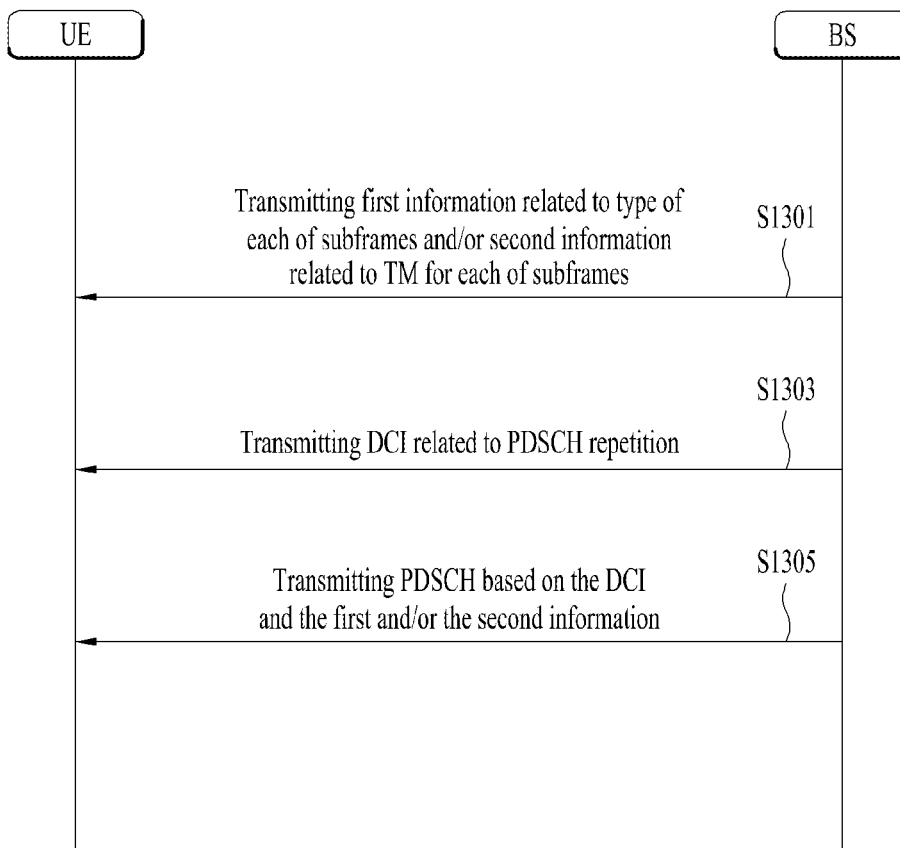 UE
BS
Transmitting first information related to type of
each of subframes and/or second information
related to TM for each of subframes
S1301
S1303
Transmitting DCI related to PDSCH repetition
S1305
Transmitting PDSCH based on the DCI
and the first and/or the second information